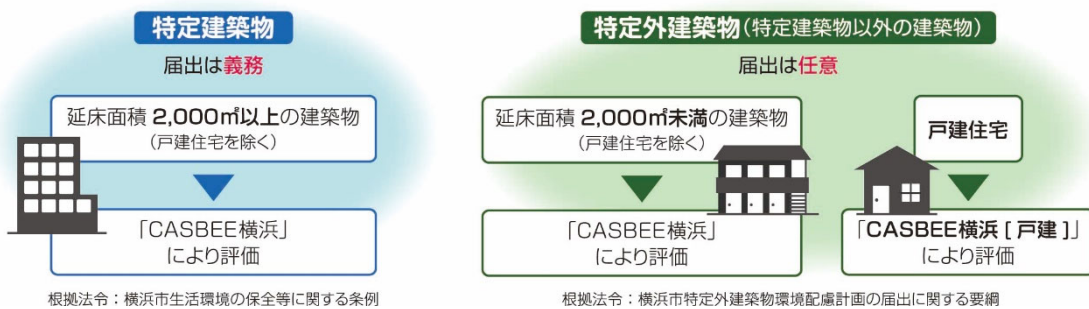 特定建築物
届出は義務
延床面積 2,000㎡以上の建築物
(戸建住宅を除く)
「CASBEE横浜」
により評価
根拠法令：横浜市生活環境の保全等に関する条例
特定外建築物(特定建築物以外の建築物)
届出は任意
延床面積 2,000㎡未満の建築物
(戸建住宅を除く)
「CASBEE横浜」
により評価
戸建住宅
「CASBEE横浜 [ 戸建 ]」
により評価
根拠法令：横浜市特定外建築物環境配慮計画の届出に関する要綱